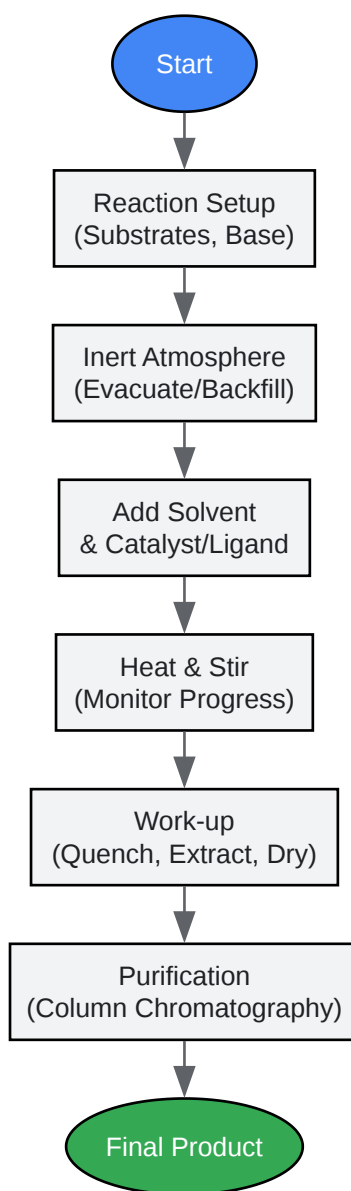 Start
Reaction Setup
(Substrates, Base)
Inert Atmosphere
(Evacuate/Backfill)
Add Solvent
& Catalyst/Ligand
Heat & Stir
(Monitor Progress)
Work-up
(Quench, Extract, Dry)
Purification
(Column Chromatography)
Final Product